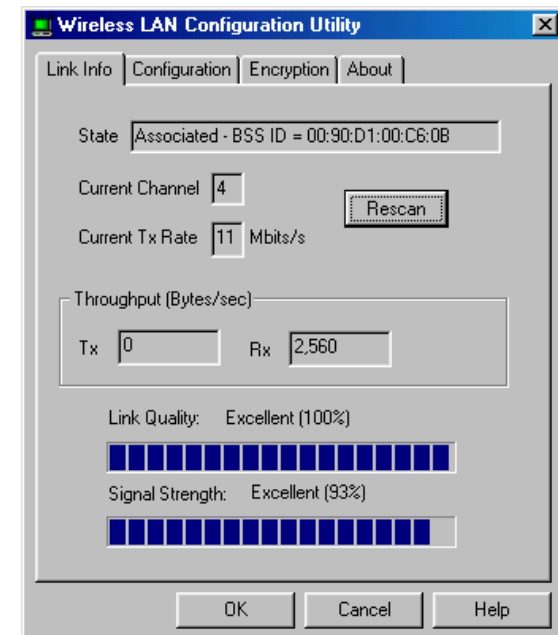 Wireless LAN Configuration Utility
Link Info Configuration Encryption About
State Associated - BSS ID = 00:90:D1:00:C6:0B
Current Channel 4
Rescan
Current Tx Rate 11 Mbits/s
Throughput (Bytes/sec)
Tx 0 Rx 2,560
Link Quality: Excellent (100%)
Signal Strength: Excellent (93%)
OK Cancel Help